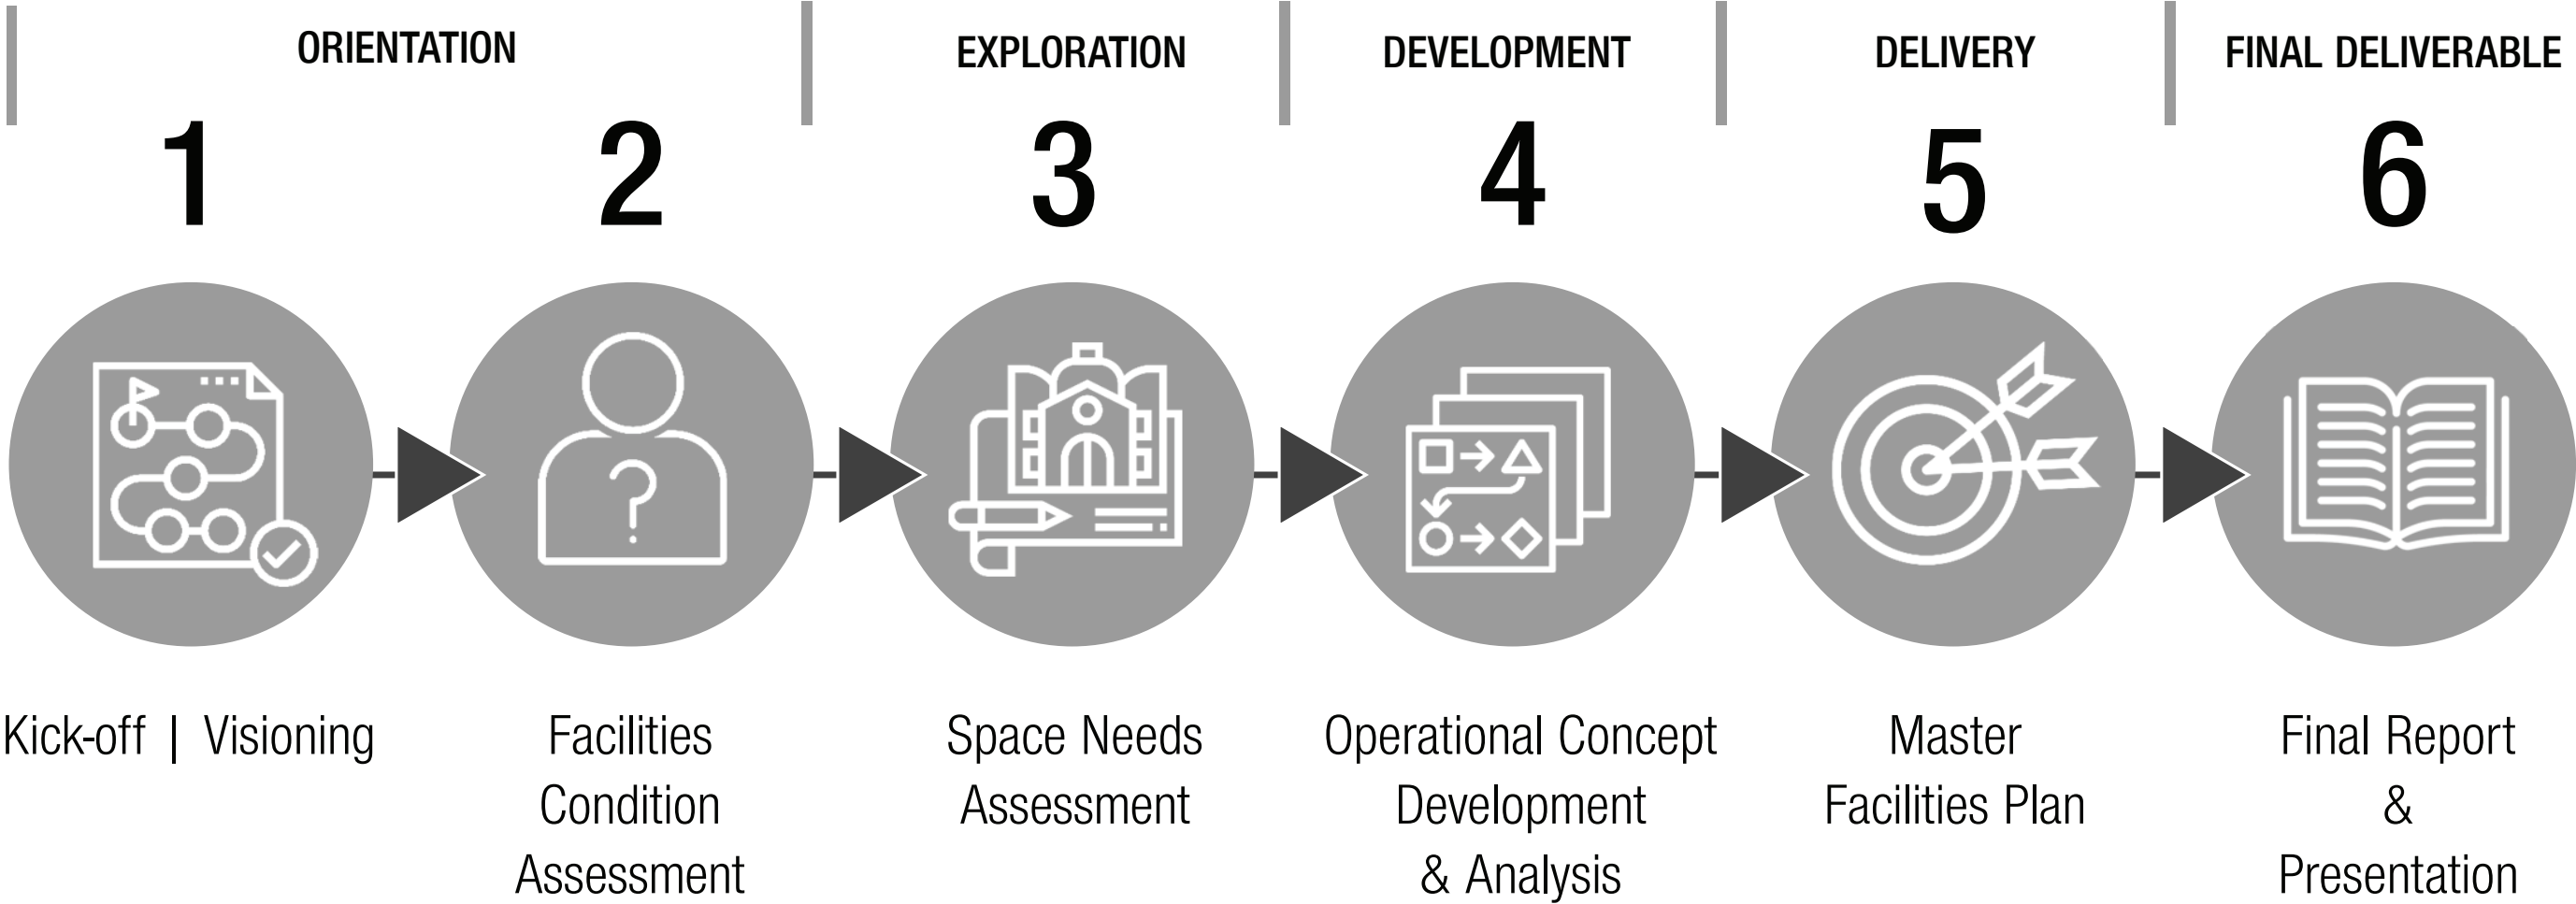 ORIENTATION
EXPLORATION
DEVELOPMENT
DELIVERY
FINAL DELIVERABLE
1
2
3
4
5
6
?
Kick-off | Visioning
Facilities
Condition
Assessment
Space Needs
Assessment
Operational Concept
Development
& Analysis
Master
Facilities Plan
Final Report
&
Presentation